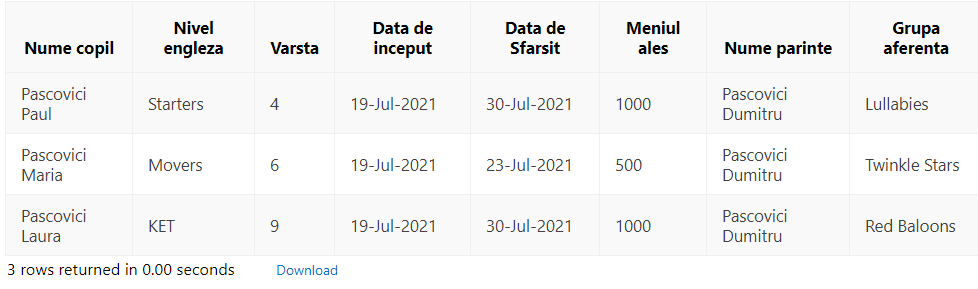 Nume copil Nivel engleza Varsta Data de inceput Data de Sfarsit Meniul ales Nume parinte Grupa aferenta
Pascovici Paul Starters 4 19-Jul-2021 30-Jul-2021 1000 Pascovici Dumitru Lullabies
Pascovici Maria Movers 6 19-Jul-2021 23-Jul-2021 500 Pascovici Dumitru Twinkle Stars
Pascovici Laura KET 9 19-Jul-2021 30-Jul-2021 1000 Pascovici Dumitru Red Baloons
3 rows returned in 0.00 seconds Download